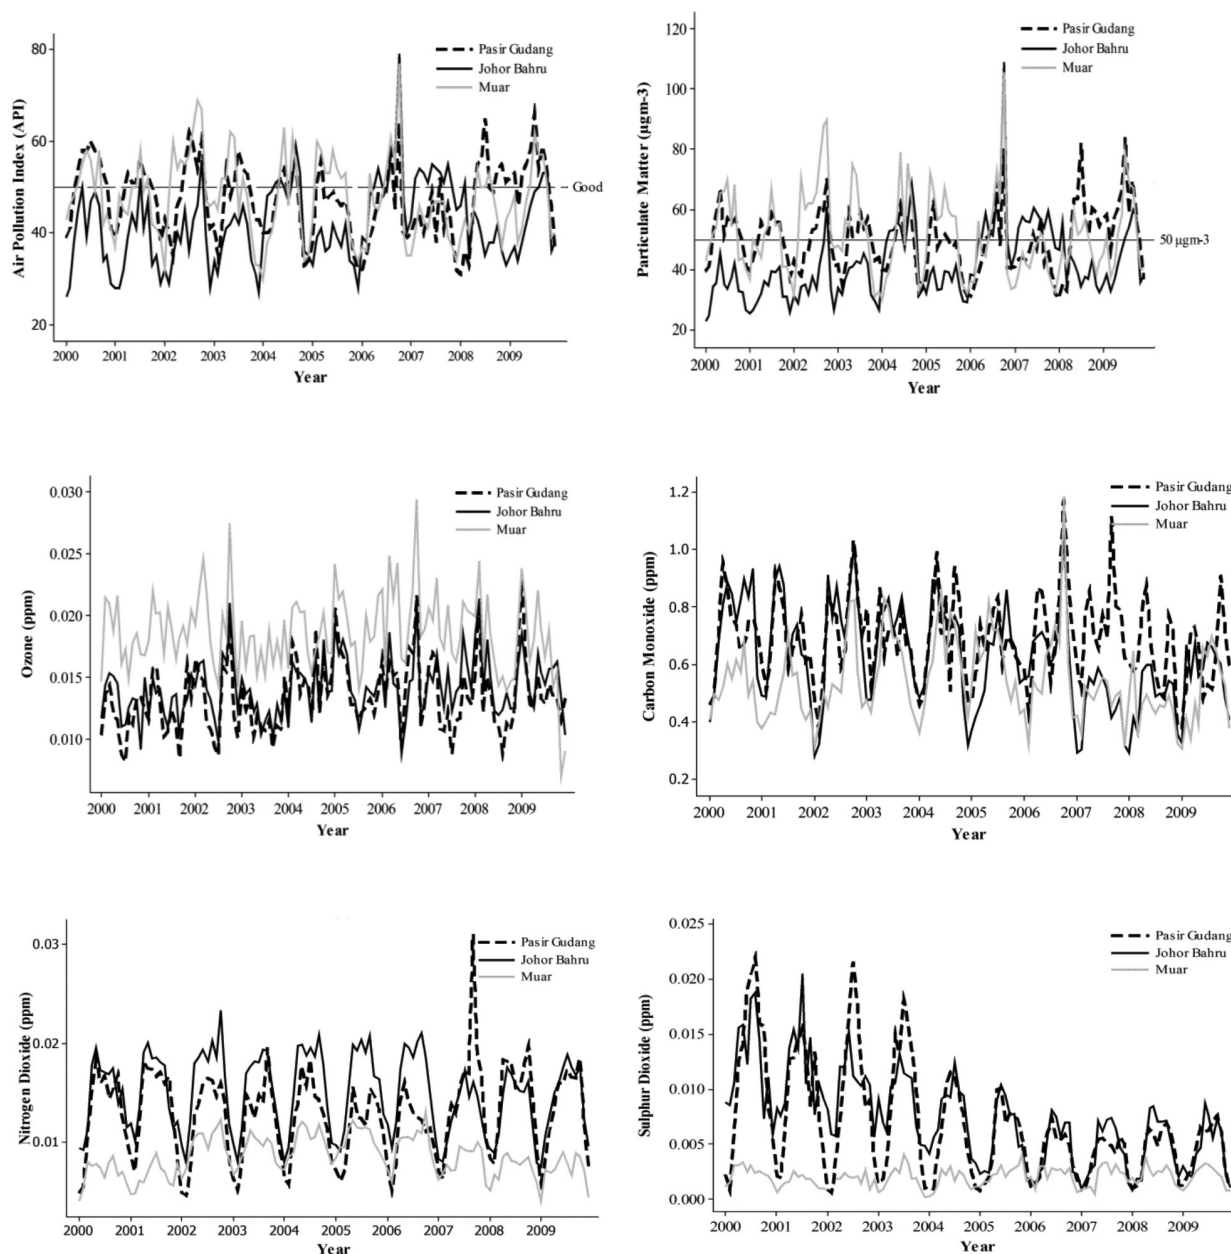 Air Pollution Index (API)
80
60
40
20
Pasir Gudang
Johor Bahru
Muar
Good
2000 2001 2002 2003 2004 2005 2006 2007 2008 2009
Year
Particulate Matter (µgm-3)
120
100
80
60
40
20
Pasir Gudang
Johor Bahru
Muar
50 µgm-3
2000 2001 2002 2003 2004 2005 2006 2007 2008 2009
Year
Ozone (ppm)
0.030
0.025
0.020
0.015
0.010
Pasir Gudang
Johor Bahru
Muar
2000 2001 2002 2003 2004 2005 2006 2007 2008 2009
Year
Carbon Monoxide (ppm)
1.2
1.0
0.8
0.6
0.4
0.2
Pasir Gudang
Johor Bahru
Muar
2000 2001 2002 2003 2004 2005 2006 2007 2008 2009
Year
Nitrogen Dioxide (ppm)
0.03
0.02
0.01
Pasir Gudang
Johor Bahru
Muar
2000 2001 2002 2003 2004 2005 2006 2007 2008 2009
Year
Sulphur Dioxide (ppm)
0.025
0.020
0.015
0.010
0.005
0.000
Pasir Gudang
Johor Bahru
Muar
2000 2001 2002 2003 2004 2005 2006 2007 2008 2009
Year